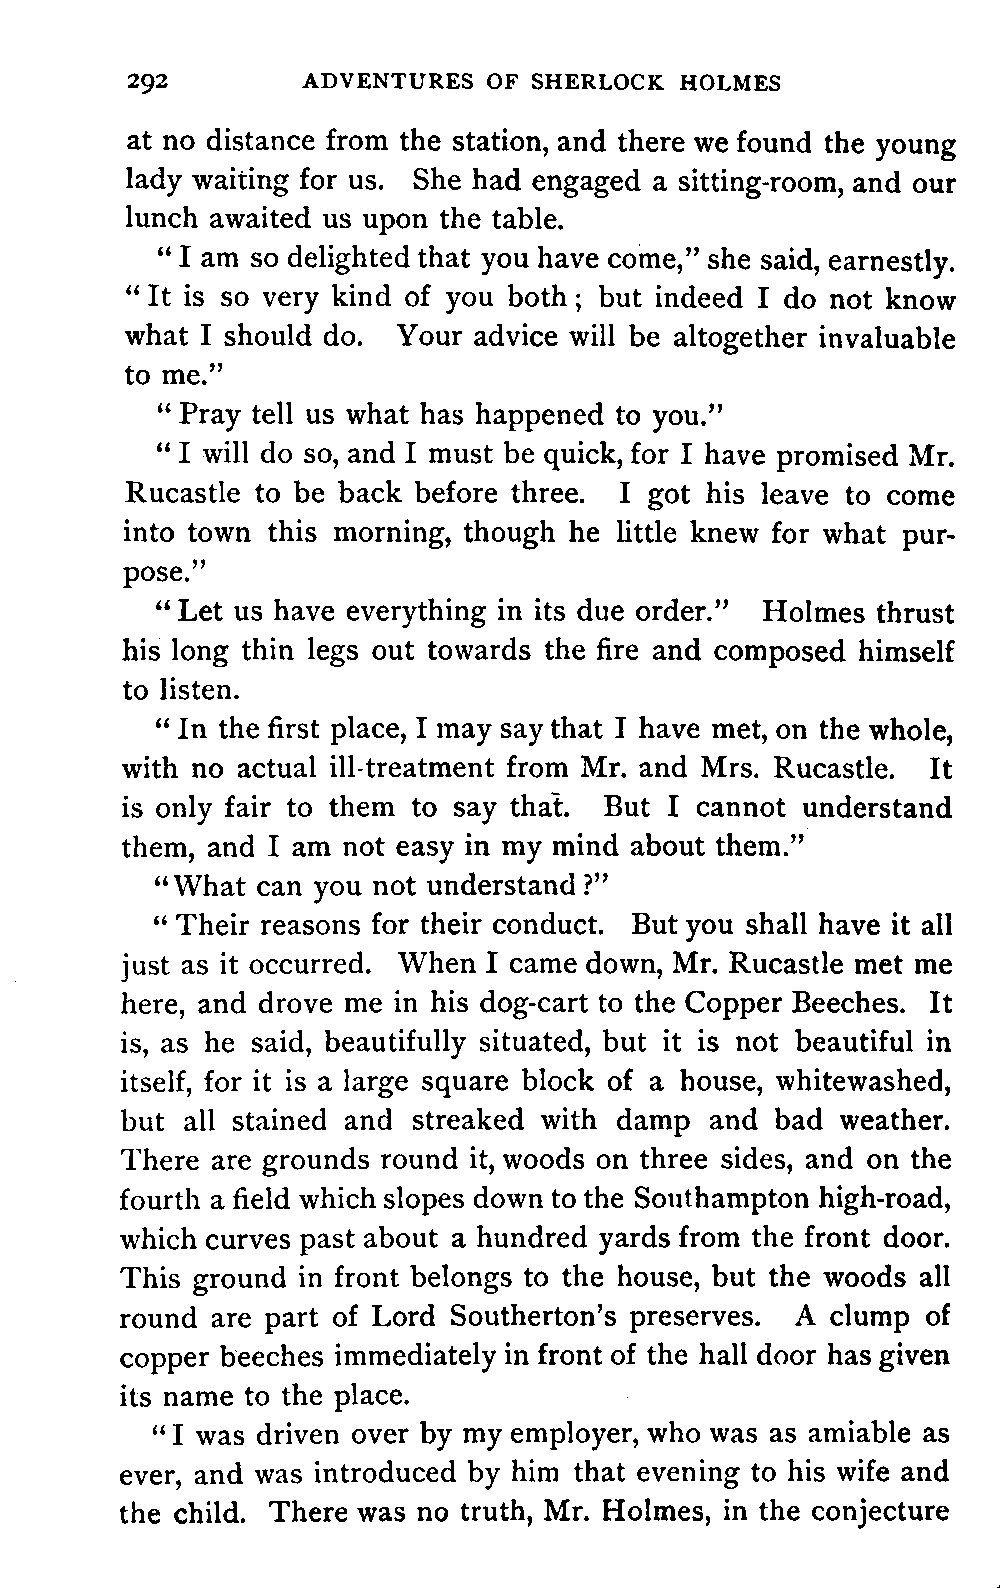 292 ADVENTURES OF SHERLOCK HOLMES
at no distance from the station, and there we found the young
lady waiting for us. She had engaged a sitting-room, and our
lunch awaited us upon the table.
“ I am so delighted that you have come,” she said, earnestly.
“ It is so very kind of you both ; but indeed I do not know
what I should do. Your advice will be altogether invaluable
to me.”
“ Pray tell us what has happened to you.”
“ I will do so, and I must be quick, for I have promised Mr.
Rucastle to be back before three. I got his leave to come
into town this morning, though he little knew for what pur-
pose.”
“ Let us have everything in its due order.” Holmes thrust
his long thin legs out towards the fire and composed himself
to listen.
“ In the first place, I may say that I have met, on the whole,
with no actual ill-treatment from Mr. and Mrs. Rucastle. It
is only fair to them to say that. But I cannot understand
them, and I am not easy in my mind about them.”
“What can you not understand ?”
“ Their reasons for their conduct. But you shall have it all
just as it occurred. When I came down, Mr. Rucastle met me
here, and drove me in his dog-cart to the Copper Beeches. It
is, as he said, beautifully situated, but it is not beautiful in
itself, for it is a large square block of a house, whitewashed,
but all stained and streaked with damp and bad weather.
There are grounds round it, woods on three sides, and on the
fourth a field which slopes down to the Southampton high-road,
which curves past about a hundred yards from the front door.
This ground in front belongs to the house, but the woods all
round are part of Lord Southerton’s preserves. A clump of
copper beeches immediately in front of the hall door has given
its name to the place.
“ I was driven over by my employer, who was as amiable as
ever, and was introduced by him that evening to his wife and
the child. There was no truth, Mr. Holmes, in the conjecture